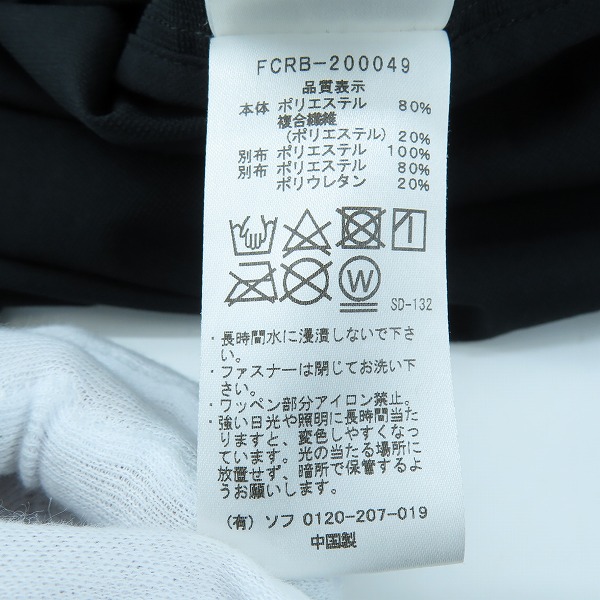 FCRB-200049
品質表示
本体 ポリエステル 80%
複合繊維
(ポリエステル) 20%
別布 ポリエステル 100%
別布 ポリエステル 80%
ポリウレタン 20%
W
SD-132
・長時間水に浸漬しないで下さ
い。
・ファスナーは閉じてお洗い下
さい。
・ワッペン部分アイロン禁止。
・強い日光や照明に長時間当た
りますと、変色しやすくなっ
ています。光の当たる場所に
放置せず、暗所で保管するよ
うお願いします。
(有) ソフ 0120-207-019
中国製